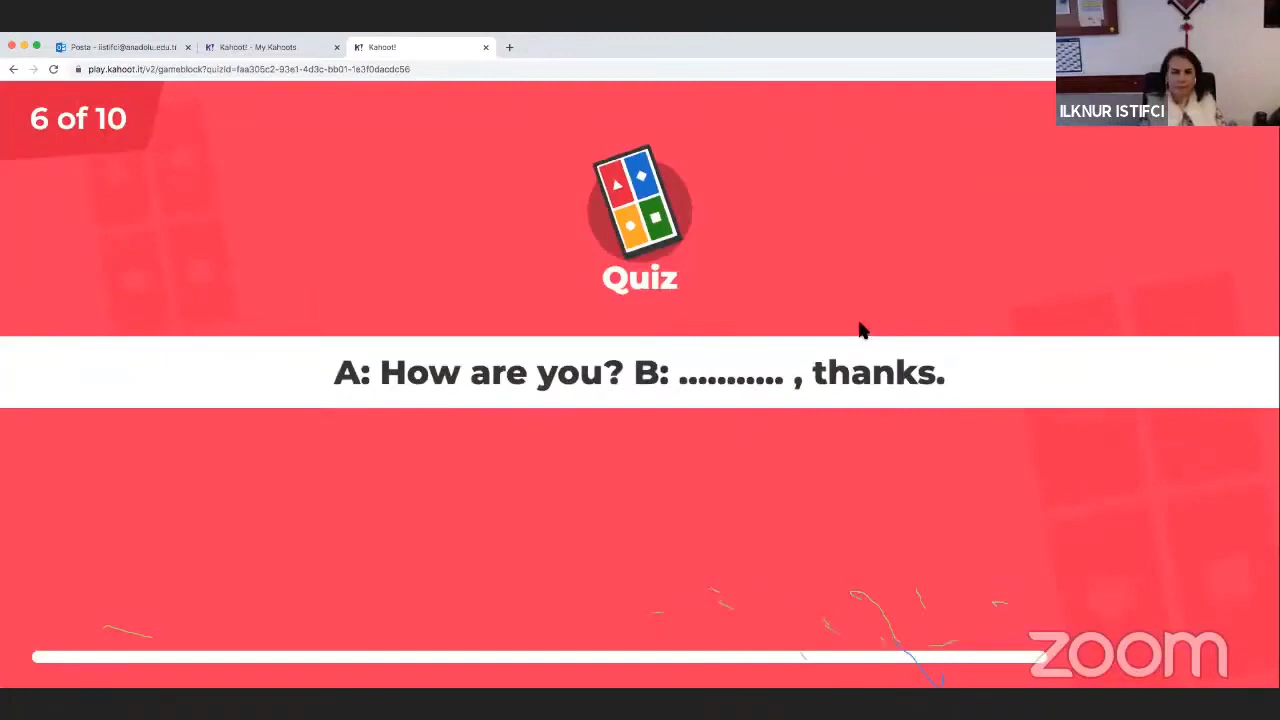 Posta - iistifci@anadolu.edu.tr
Kahoot! - My Kahoots
Kahoot!
play.kahoot.it/v2/gameblock?quizId=faa305c2-93e1-4d3c-bb01-1e3f0dacdc56
ILKNUR ISTIFCI
6 of 10
Quiz
A: How are you? B: ........... , thanks.
zoom